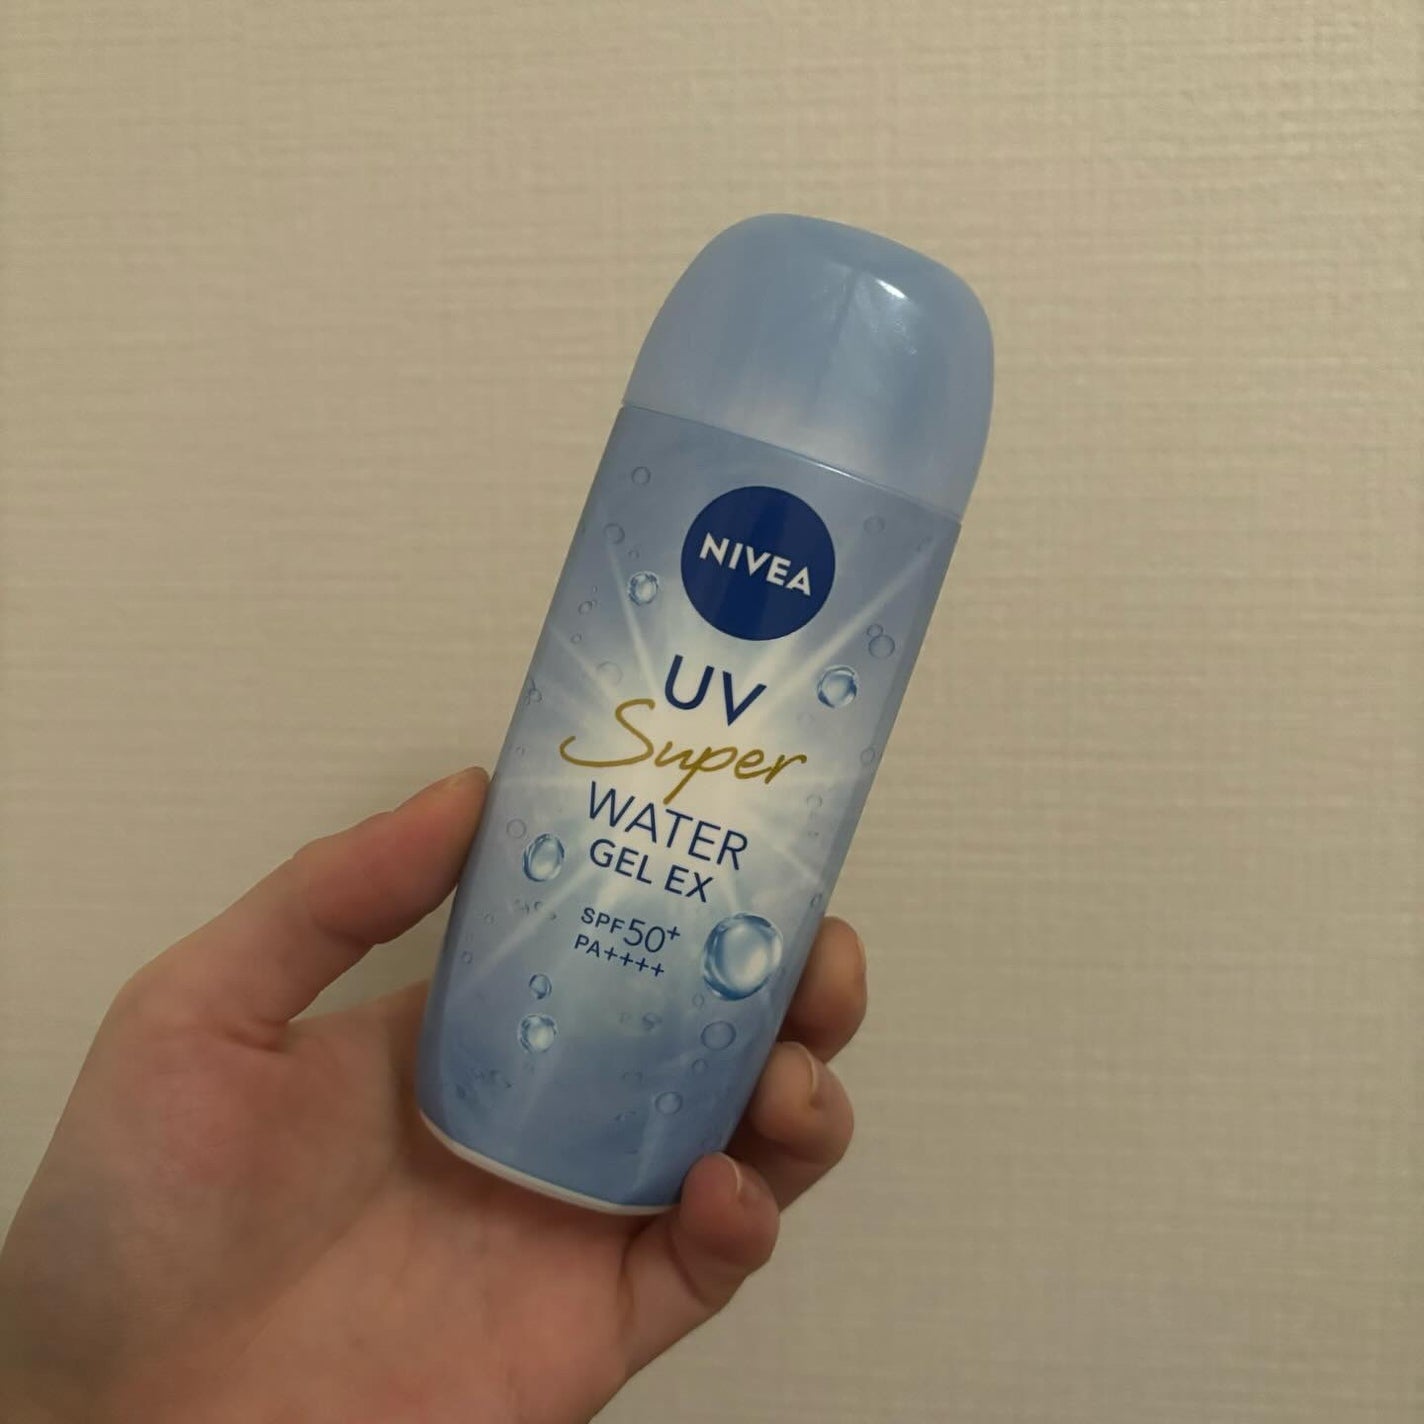 NIVEA
UV
Super
WATER
GEL EX
SPF50+
PA++++